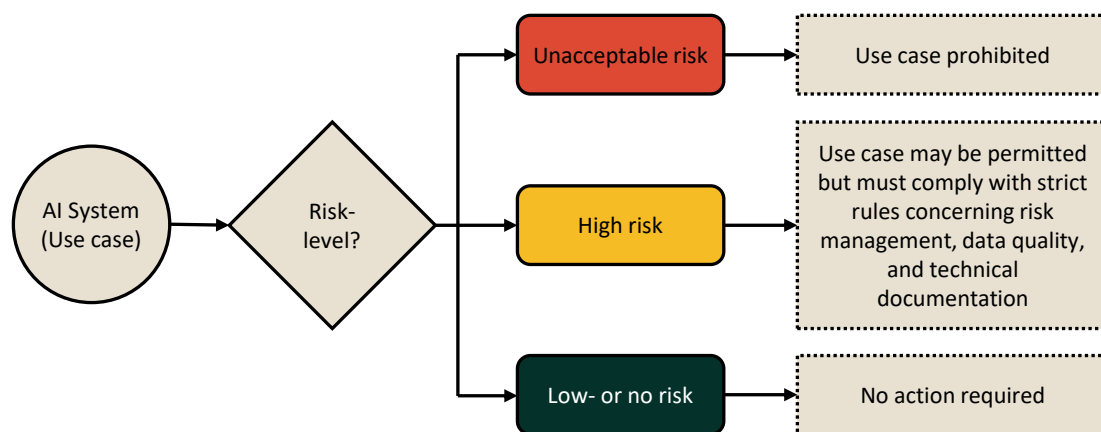 AI System
(Use case)
Risk-
level?
Unacceptable risk
Use case prohibited
High risk
Use case may be permitted
but must comply with strict
rules concerning risk
management, data quality,
and technical
documentation
Low- or no risk
No action required